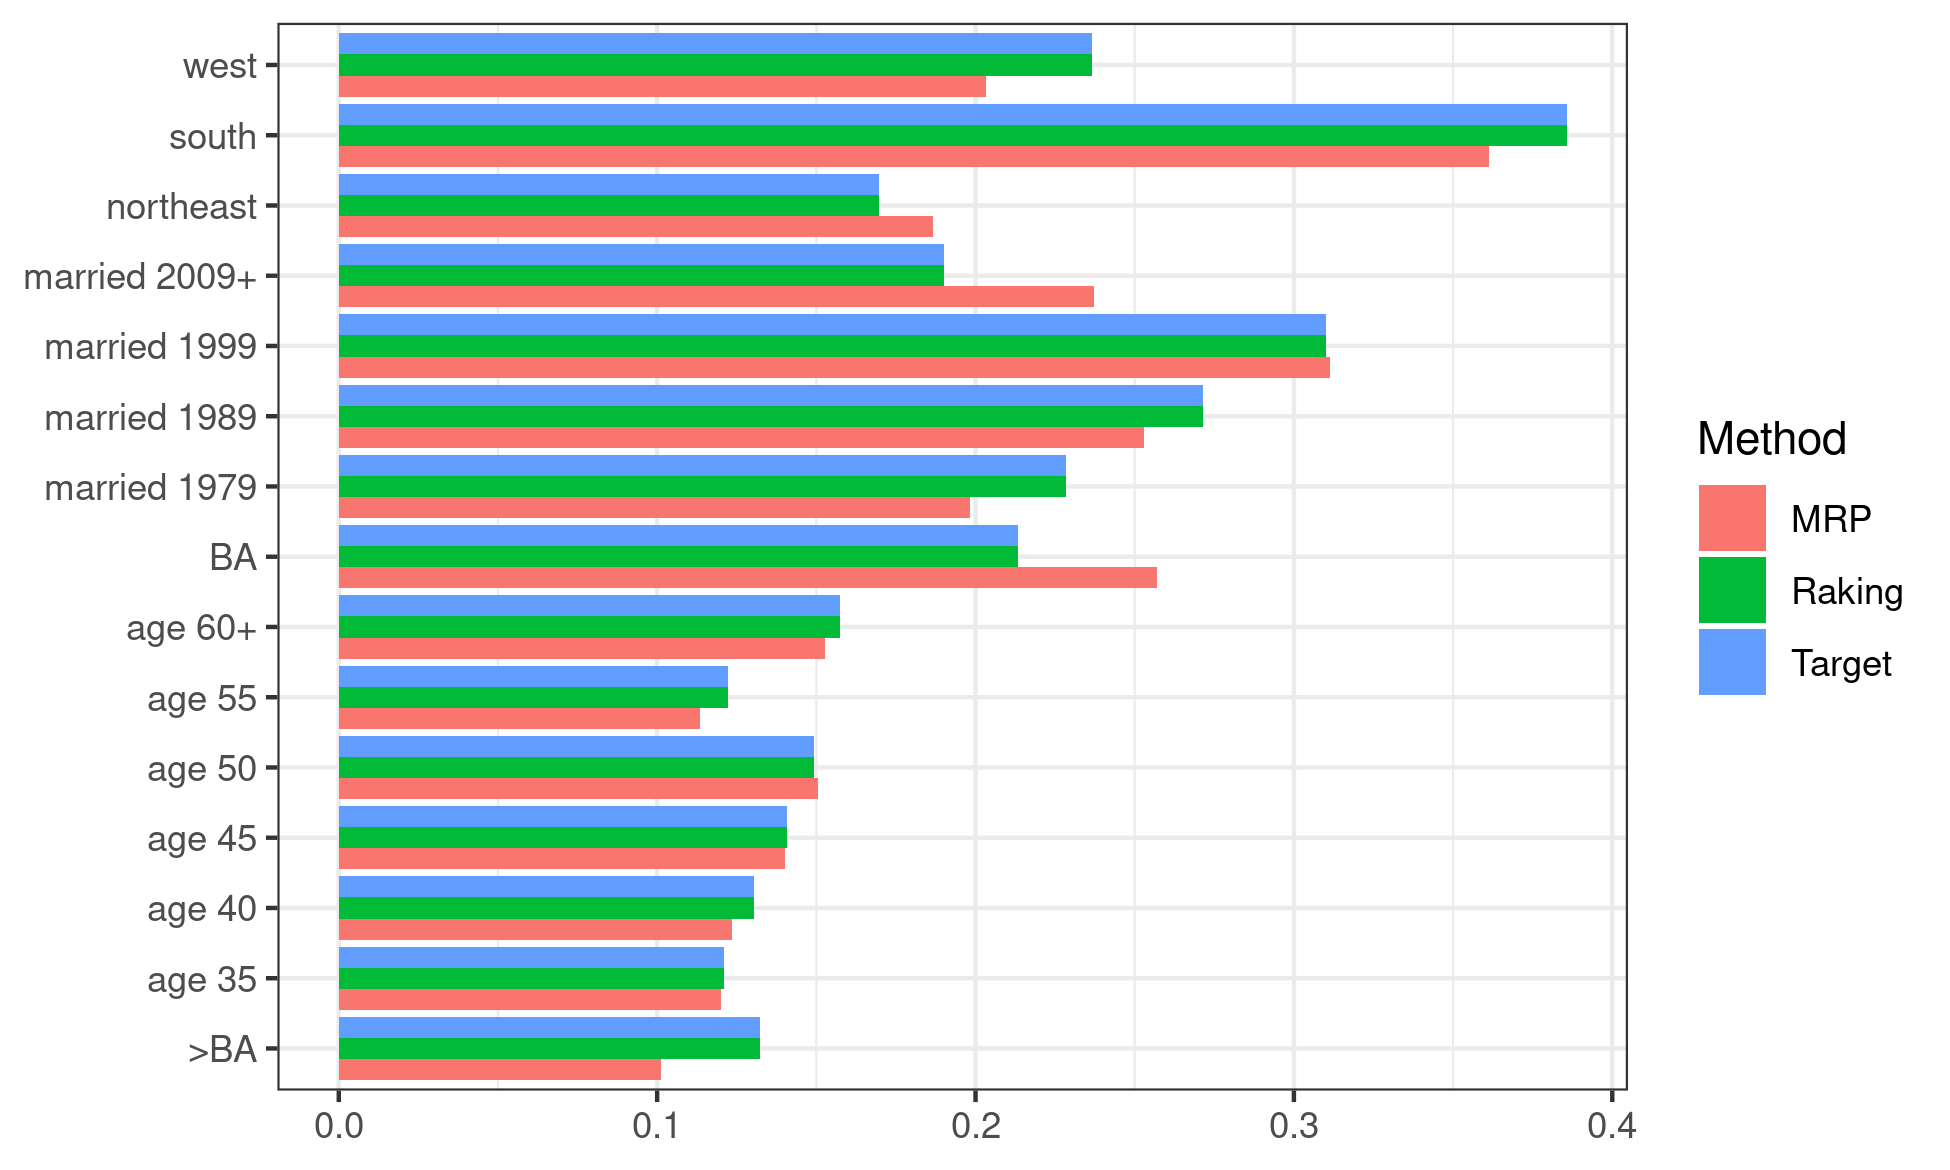 west
south
northeast
married 2009+
married 1999
married 1989
married 1979
BA
age 60+
age 55
age 50
age 45
age 40
age 35
>BA
0.0 0.1 0.2 0.3 0.4
Method
MRP
Raking
Target